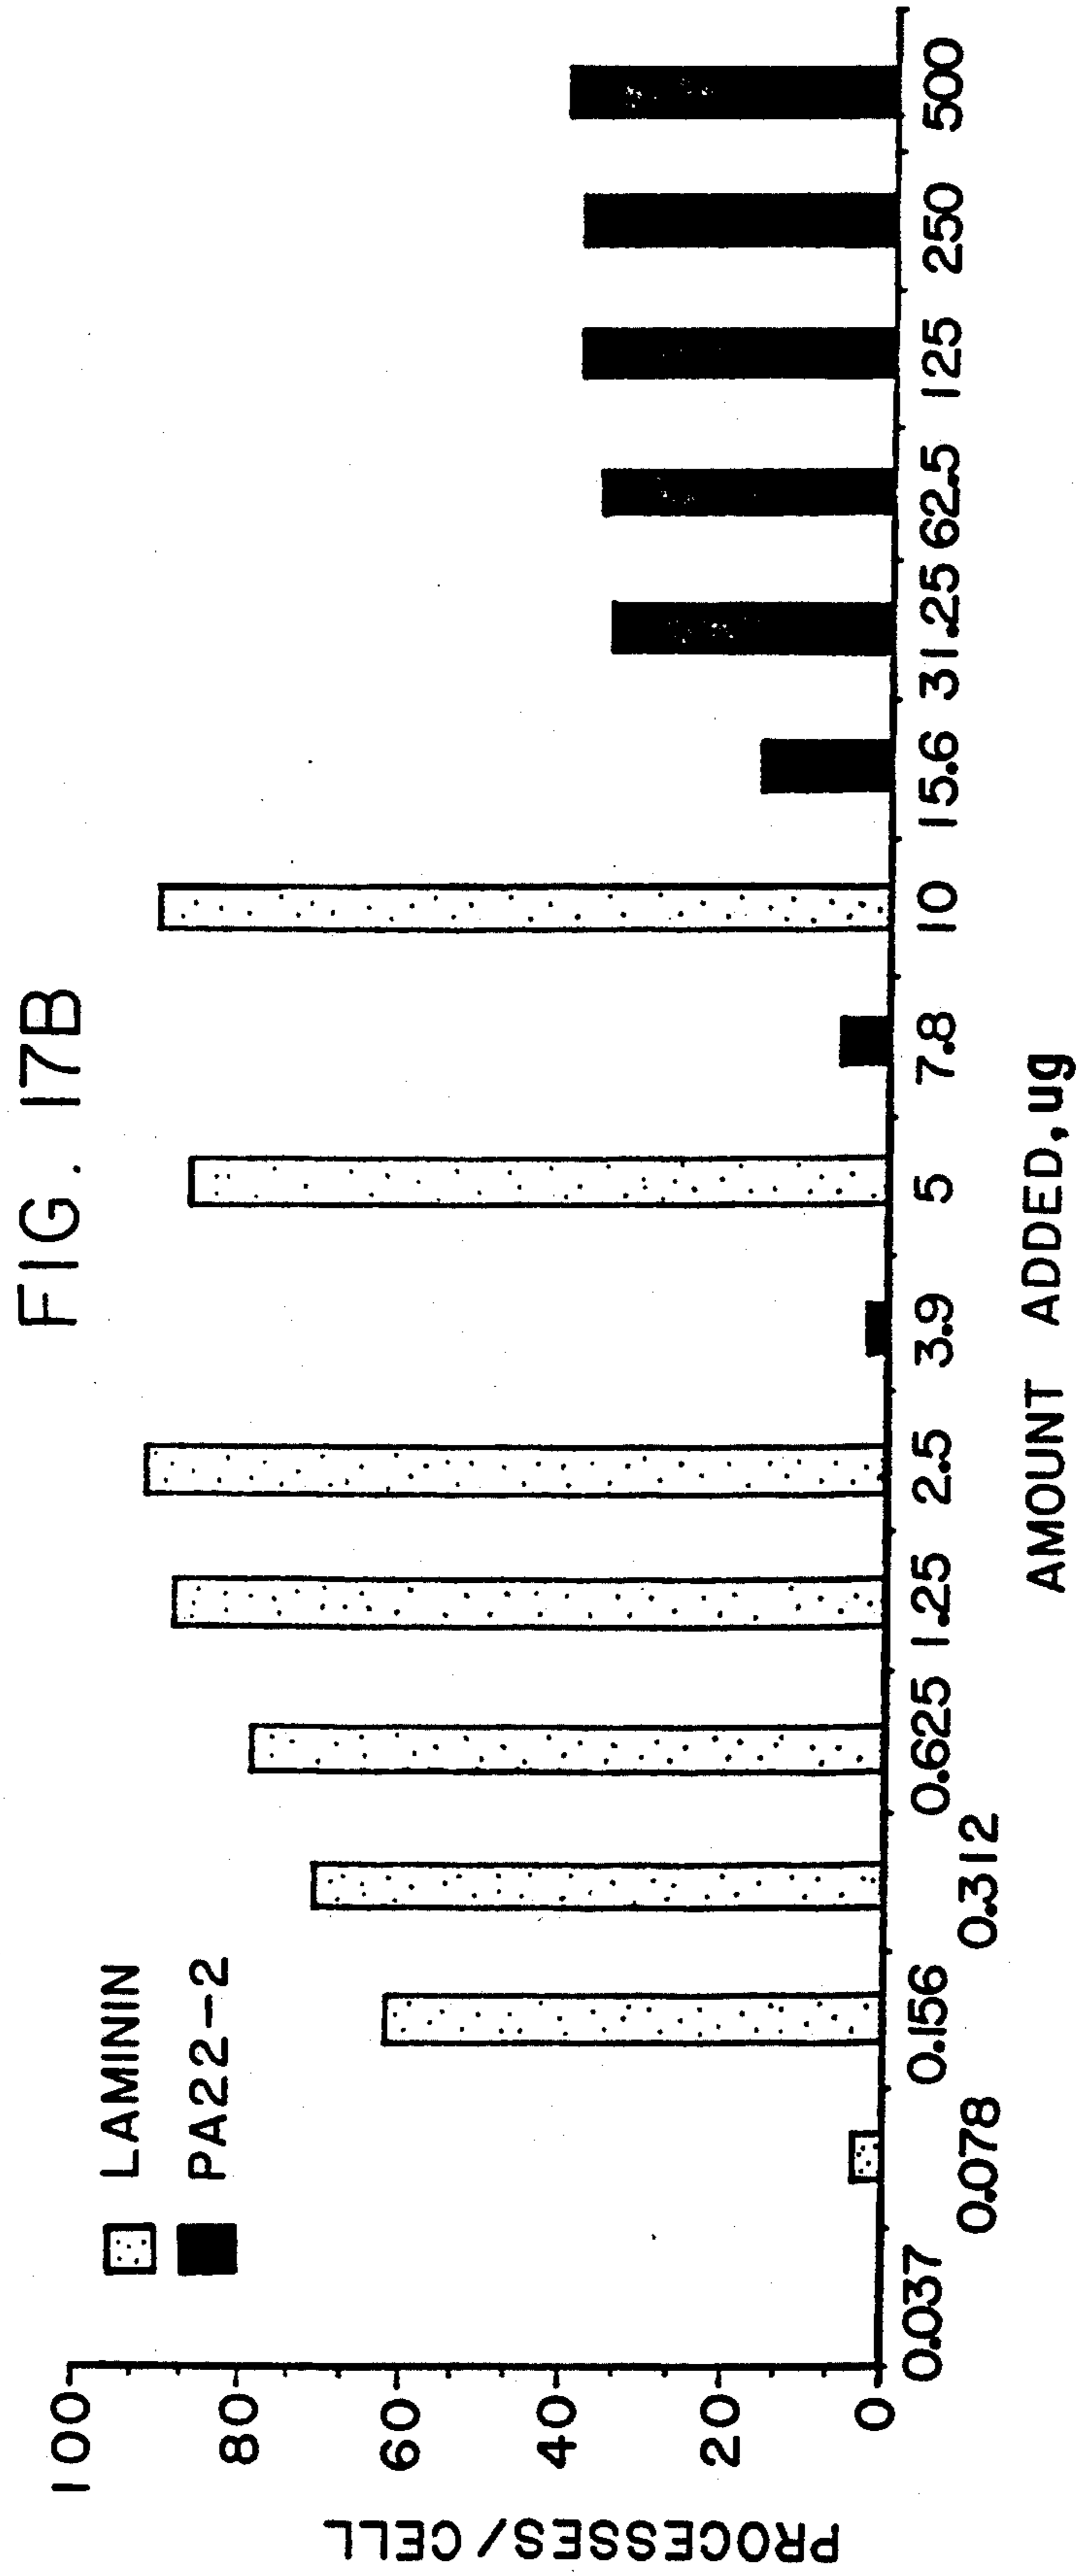 FIG. 17B
LAMININ
PA22-2
PROCESSES/CELL
100
80
60
40
20
0
0.037 0.078 0.156 0.312 0.625 1.25 2.5 3.9 5 7.8 10 15.6 31.25 62.5 125 250 500
AMOUNT ADDED, ug